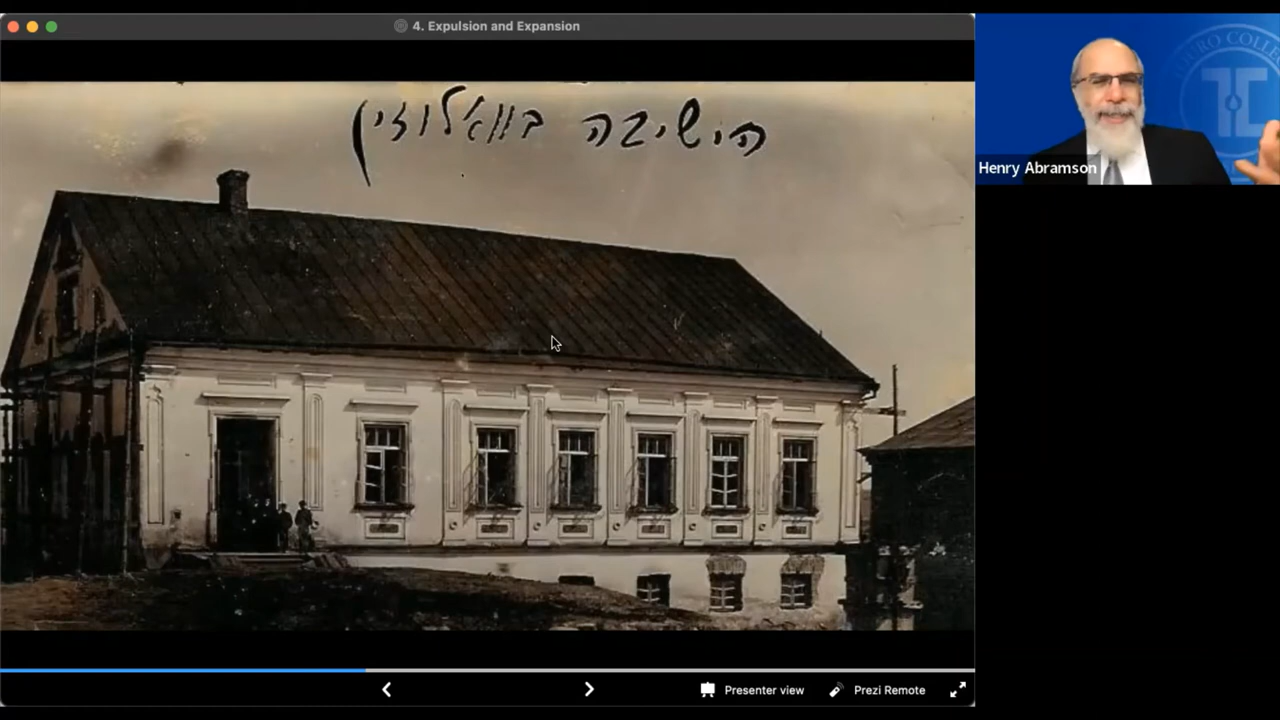 4. Expulsion and Expansion
הישיבה בוואלוזין
Henry Abramson
Presenter view
Prezi Remote